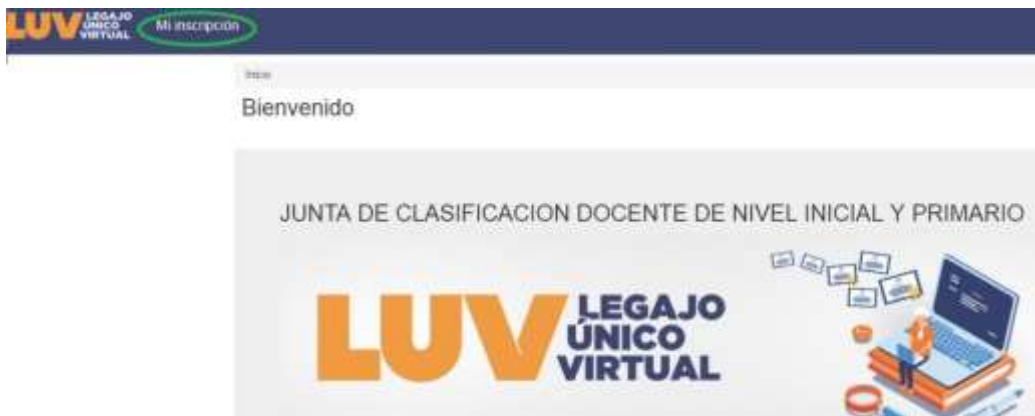 LUV LEGAJO
ÚNICO
VIRTUAL
Mi inscripción
Inicio
Bienvenido
JUNTA DE CLASIFICACION DOCENTE DE NIVEL INICIAL Y PRIMARIO
LUV LEGAJO
ÚNICO
VIRTUAL